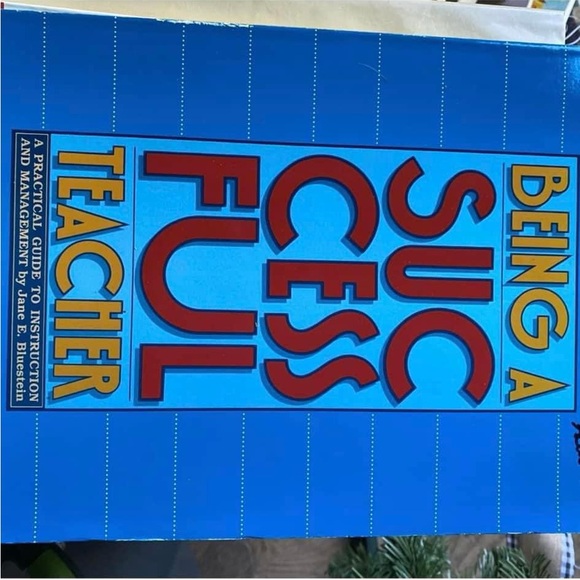 BEING A
SUC
CESS
FUL
TEACHER
A PRACTICAL GUIDE TO INSTRUCTION
AND MANAGEMENT by Jane E. Bluestein